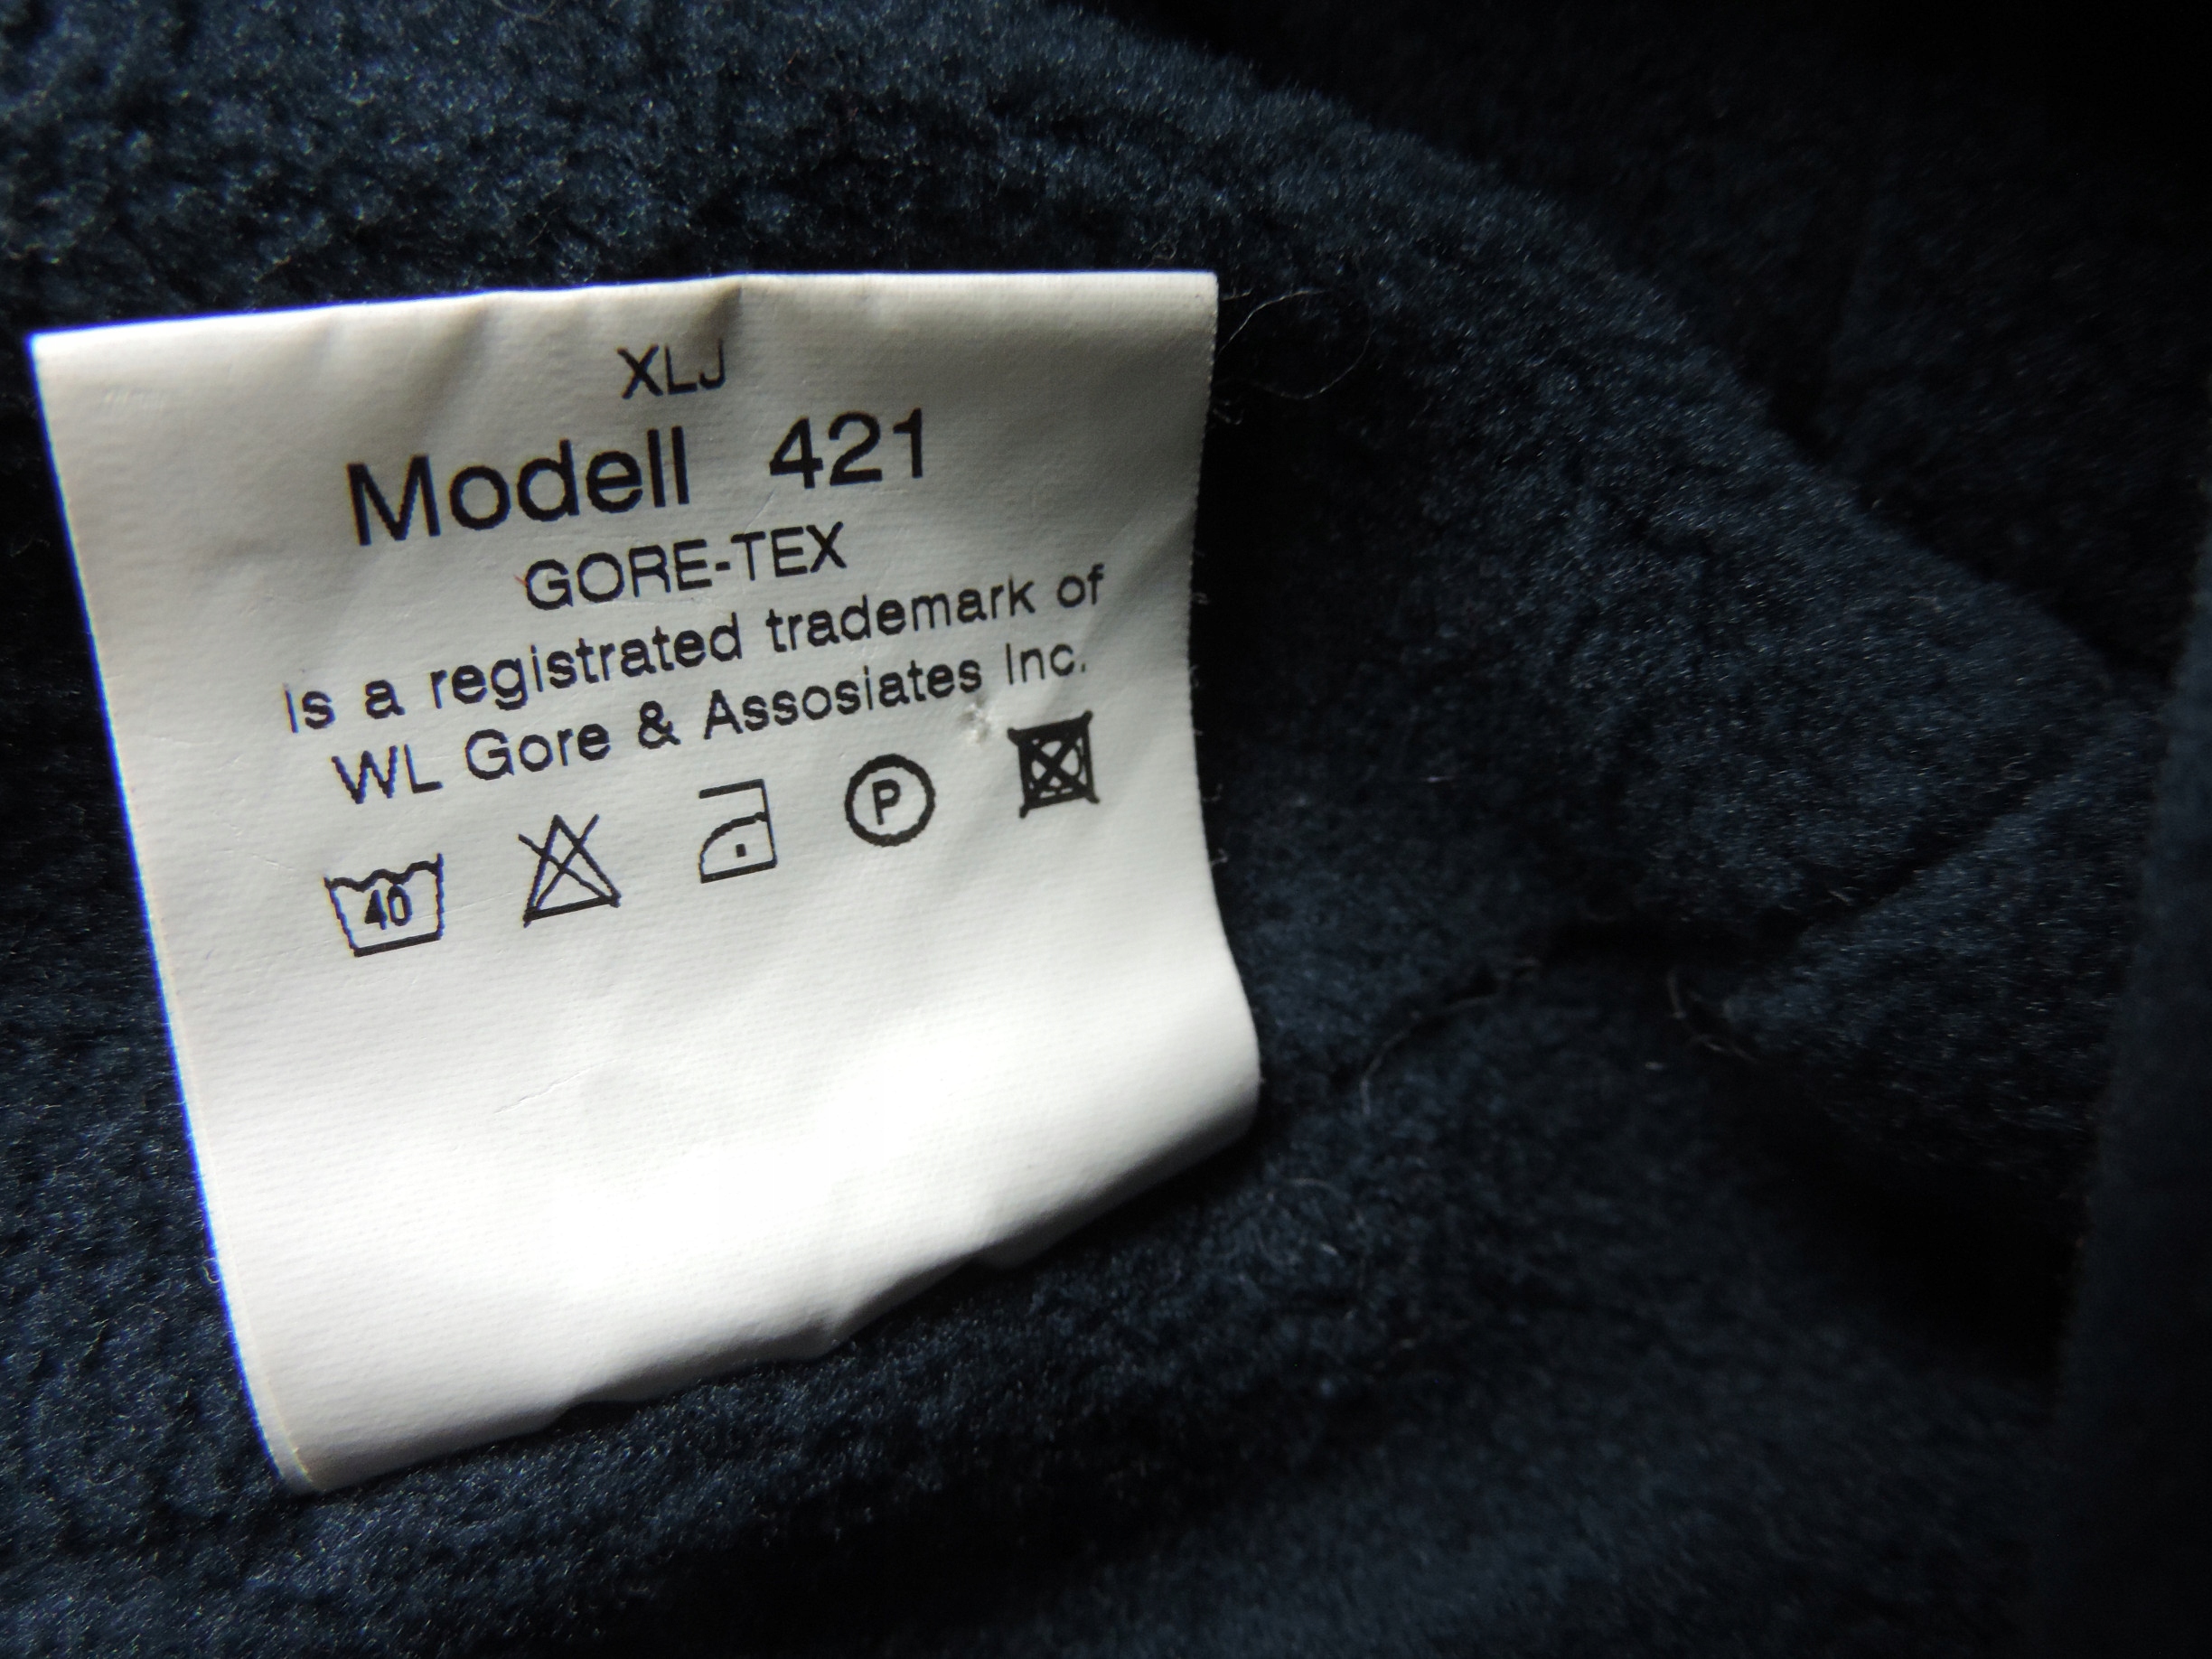 XLJ
Modell 421
GORE-TEX
is a registrated trademark of
WL Gore & Assosiates Inc.
40 P